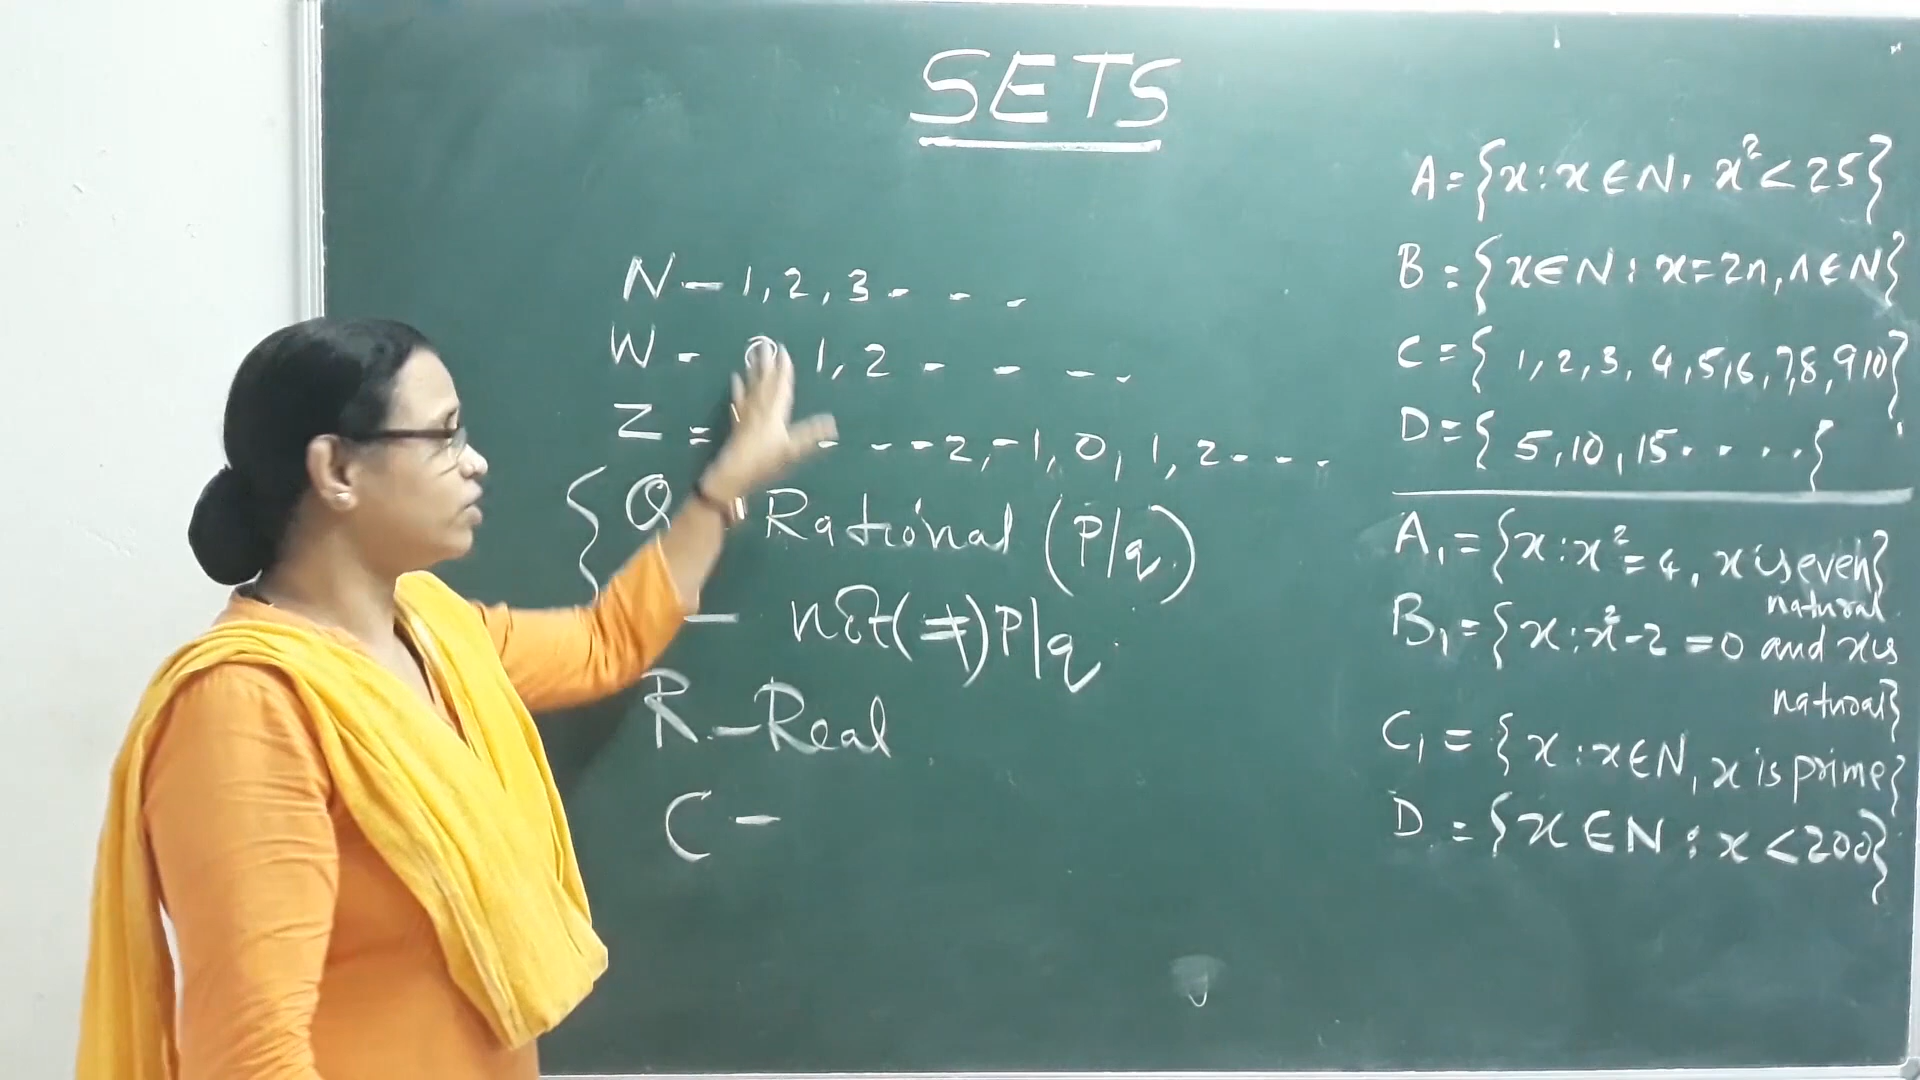 SETS
N - 1, 2, 3 - - -
W - 0, 1, 2 - - - -
Z = - - - -2, -1, 0, 1, 2 - - -
{ Q = Rational (P/q)
- not (≠) P/q
R - Real
C -
A = {x : x ∈ N, x² < 25}
B = {x ∈ N : x = 2n, n ∈ N}
C = { 1, 2, 3, 4, 5, 6, 7, 8, 9 10}
D = { 5, 10, 15 . . . . . }
A₁ = {x : x² = 4, x is even}
natural
B₁ = {x : x² - 2 = 0 and x is
natural}
C₁ = {x : x ∈ N, x is prime}
D = {x ∈ N : x < 200}